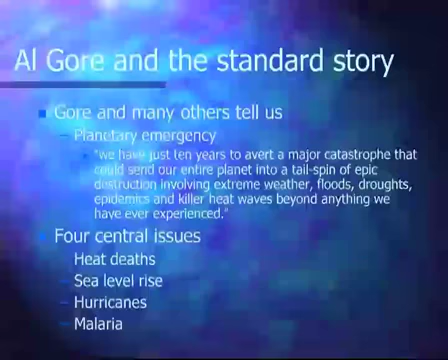 Al Gore and the standard story
Gore and many others tell us
– Planetary emergency
"we have just ten years to avert a major catastrophe that
could send our entire planet into a tail-spin of epic
destruction involving extreme weather, floods, droughts,
epidemics and killer heat waves beyond anything we
have ever experienced."
Four central issues
Heat deaths
– Sea level rise
– Hurricanes
– Malaria